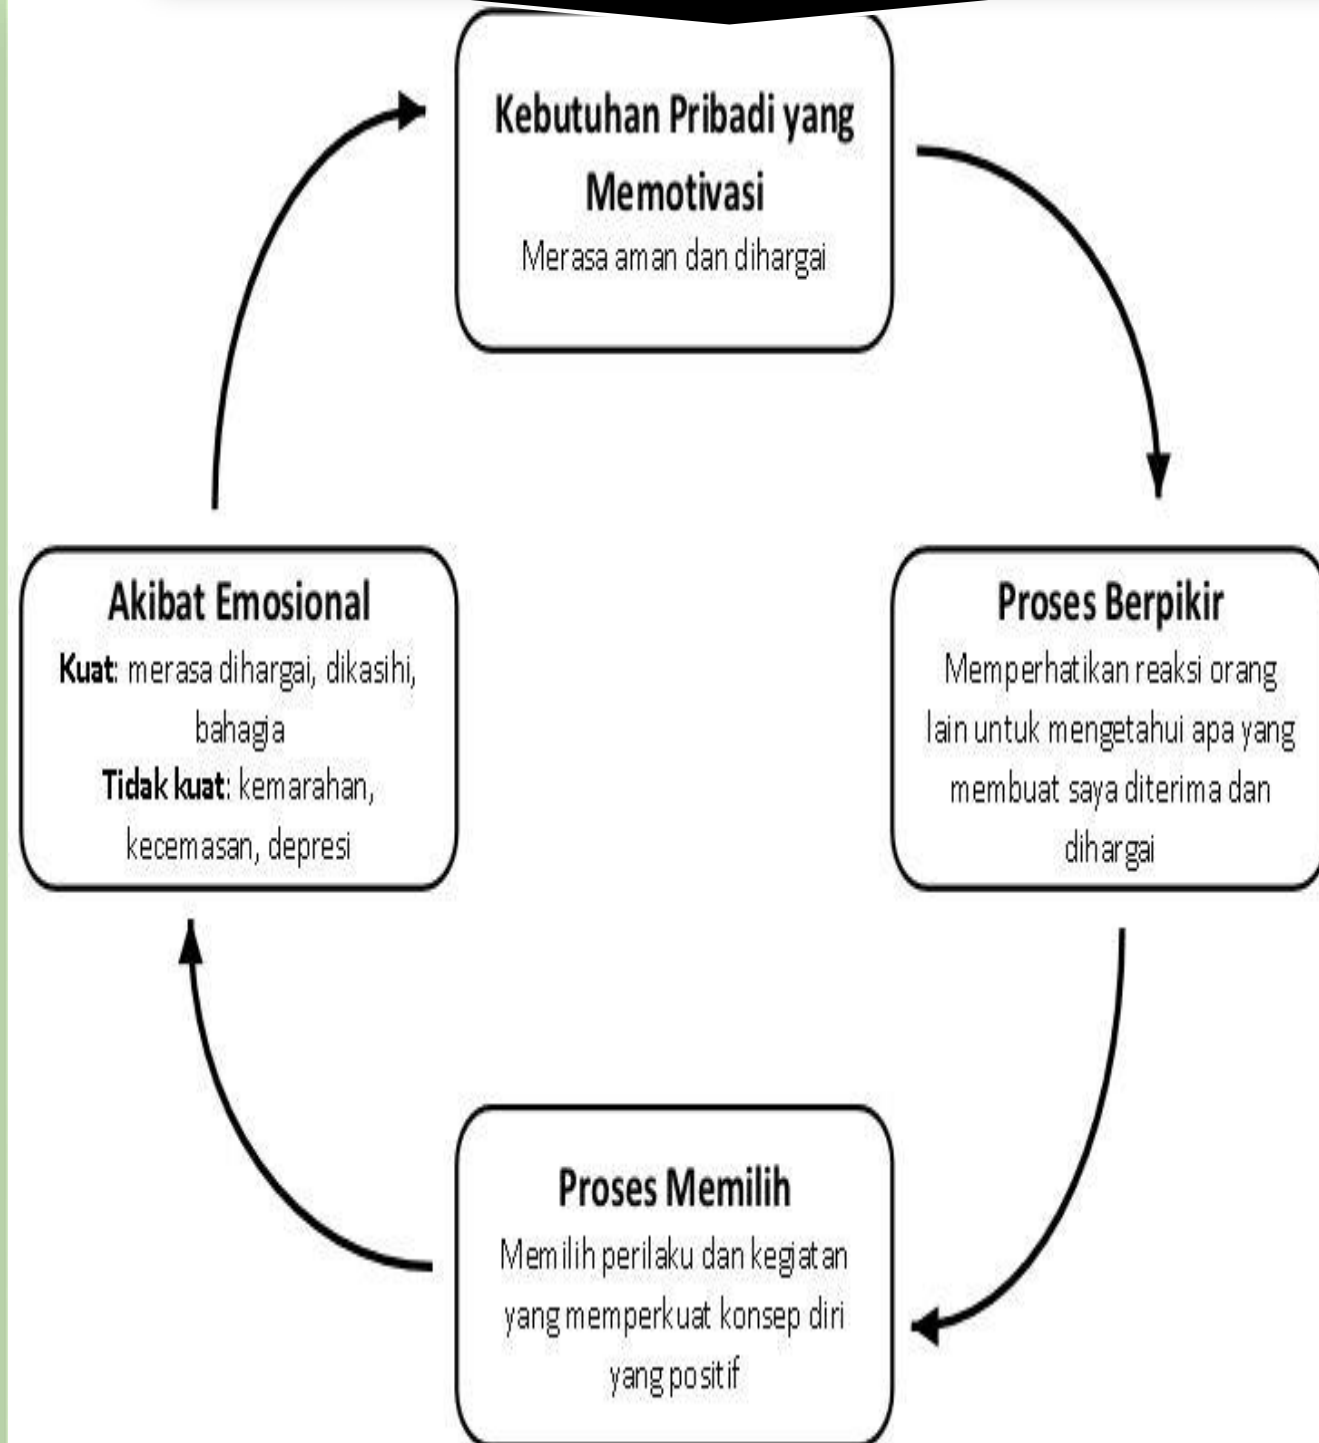 Kebutuhan Pribadi yang
Memotivasi
Merasa aman dan dihargai
Akibat Emosional
Kuat: merasa dihargai, dikasihi,
bahagia
Tidak kuat: kemarahan,
kecemasan, depresi
Proses Berpikir
Memperhatikan reaksi orang
lain untuk mengetahui apa yang
membuat saya diterima dan
dihargai
Proses Memilih
Memilih perilaku dan kegiatan
yang memperkuat konsep diri
yang positif